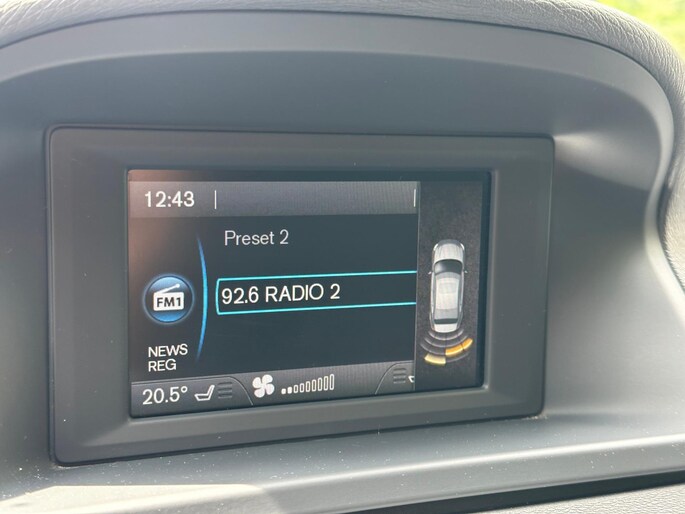 12:43
Preset 2
FM1
92.6 RADIO 2
NEWS
REG
20.5°